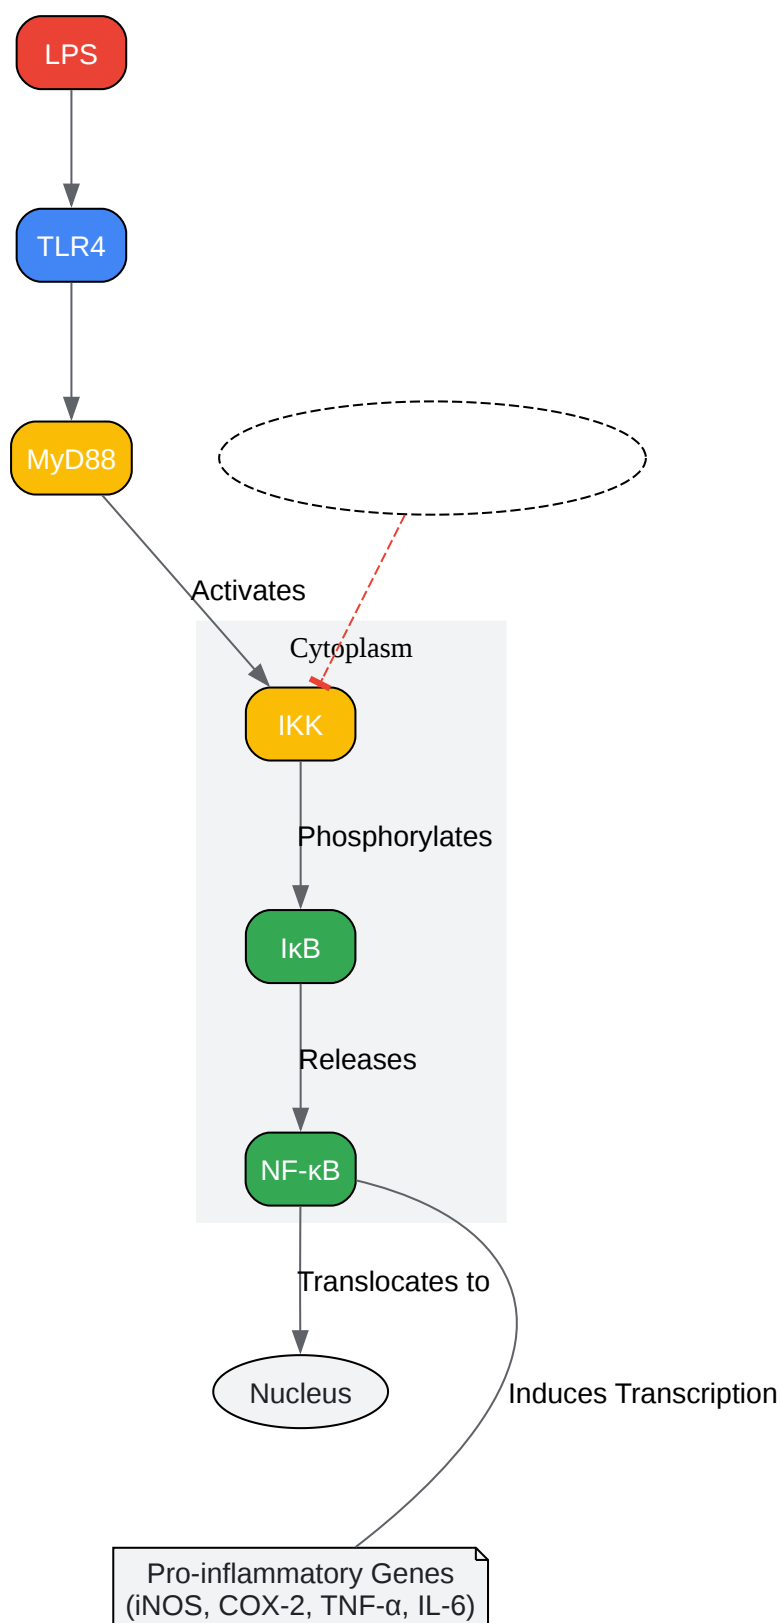 LPS
TLR4
MyD88
Activates
Cytoplasm
IKK
Phosphorylates
IκB
Releases
NF-κB
Translocates to
Nucleus
Induces Transcription
Pro-inflammatory Genes
(iNOS, COX-2, TNF-α, IL-6)